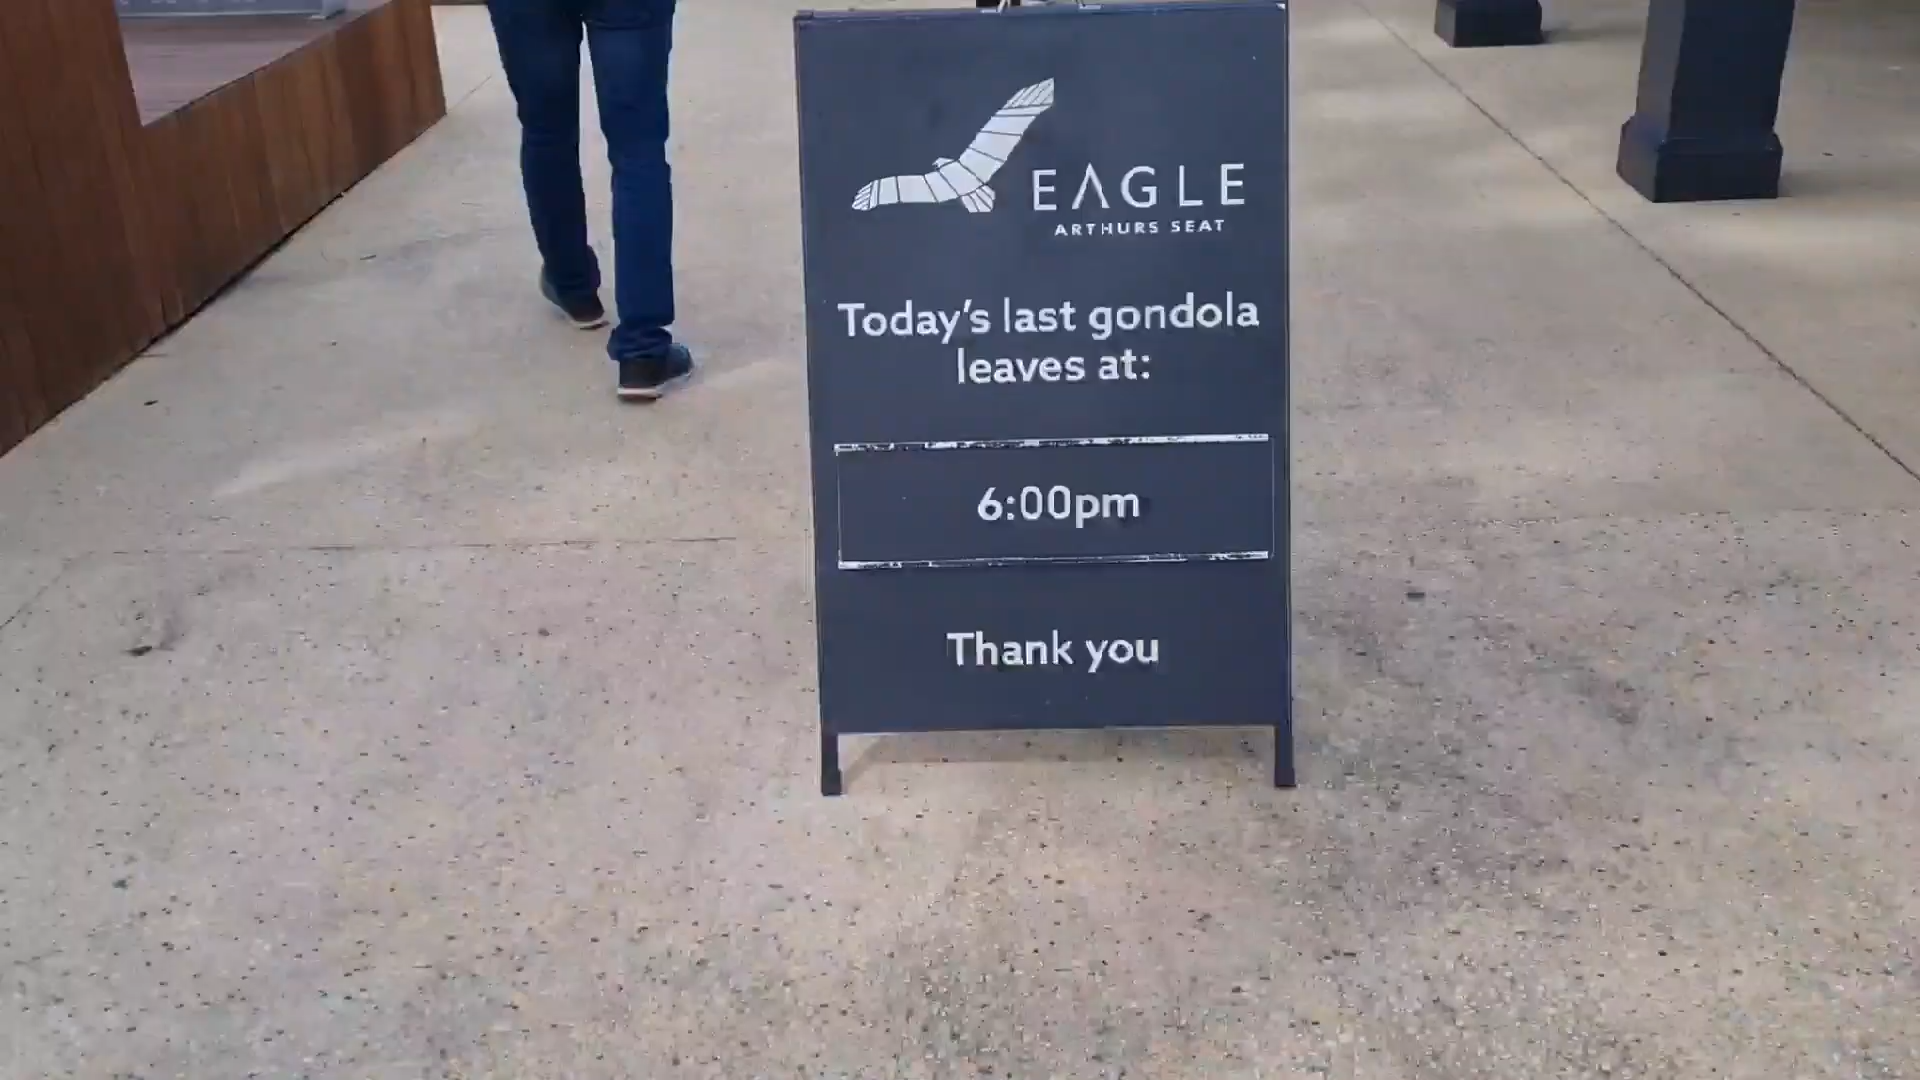 EAGLE
ARTHURS SEAT
Today's last gondola
leaves at:
6:00pm
Thank you